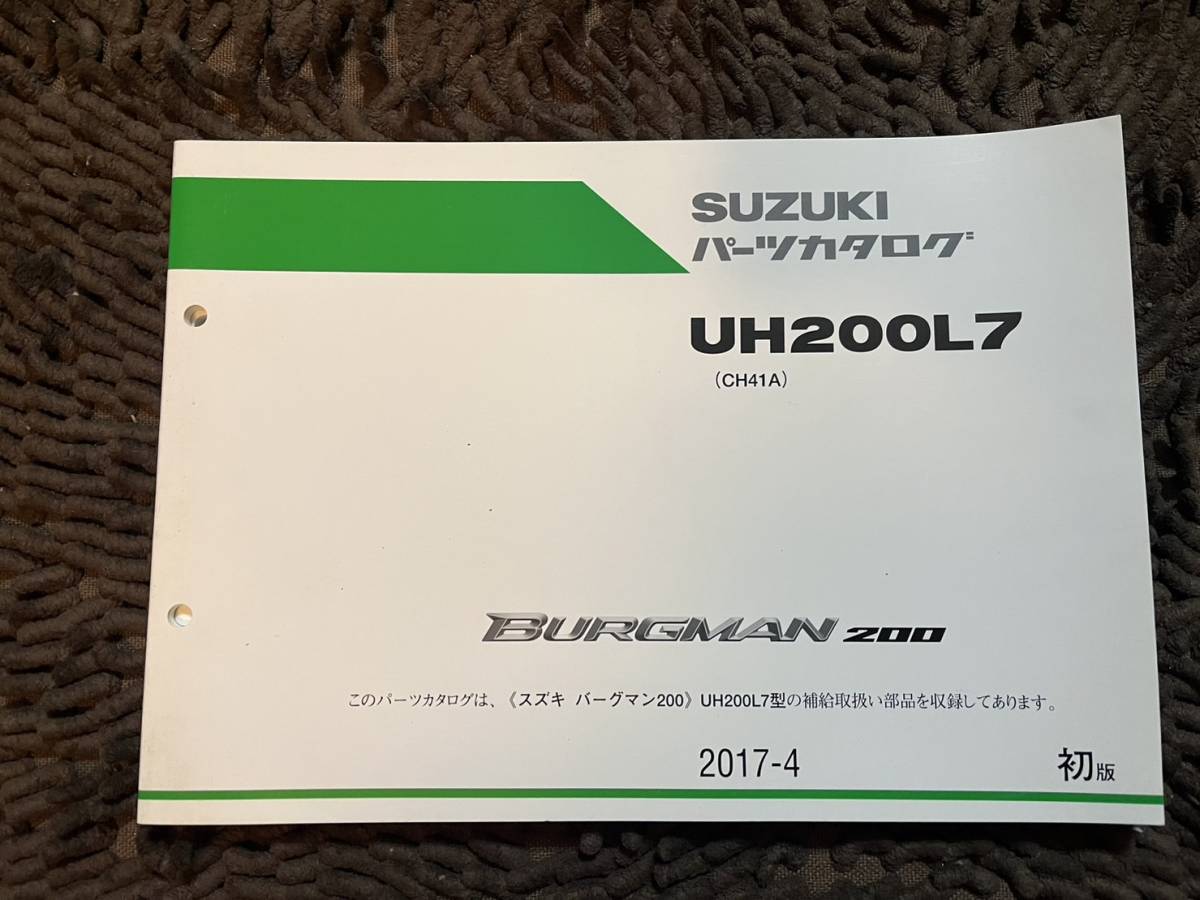 SUZUKI
パーツカタログ
UH200L7
（CH41A）
BURGMAN 200
このパーツカタログは、《スズキ バーグマン200》UH200L7型の補給取扱い部品を収録してあります。
2017-4 初版